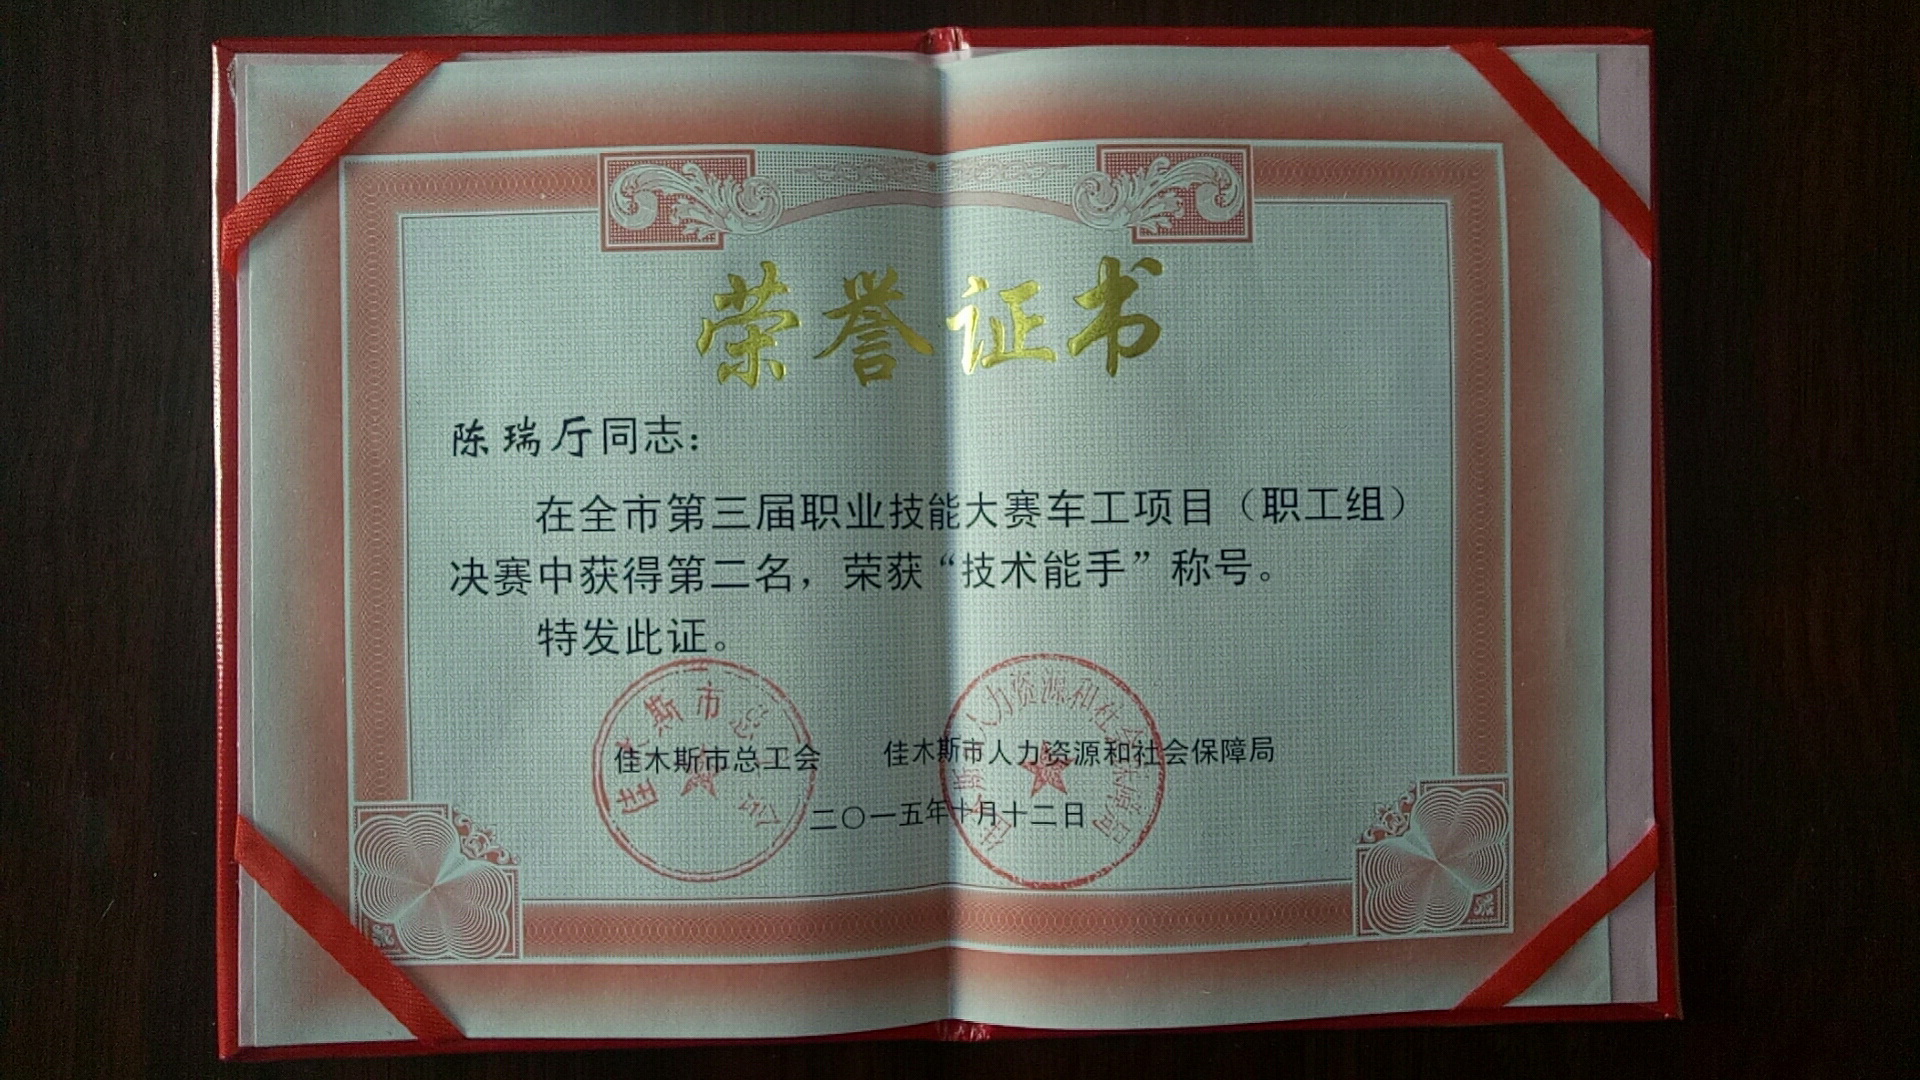 荣誉证书
陈瑞厅同志：
在全市第三届职业技能大赛车工项目（职工组）
决赛中获得第二名，荣获“技术能手”称号。
特发此证。
佳木斯市总工会 佳木斯市人力资源和社会保障局
二〇一五年十月十二日